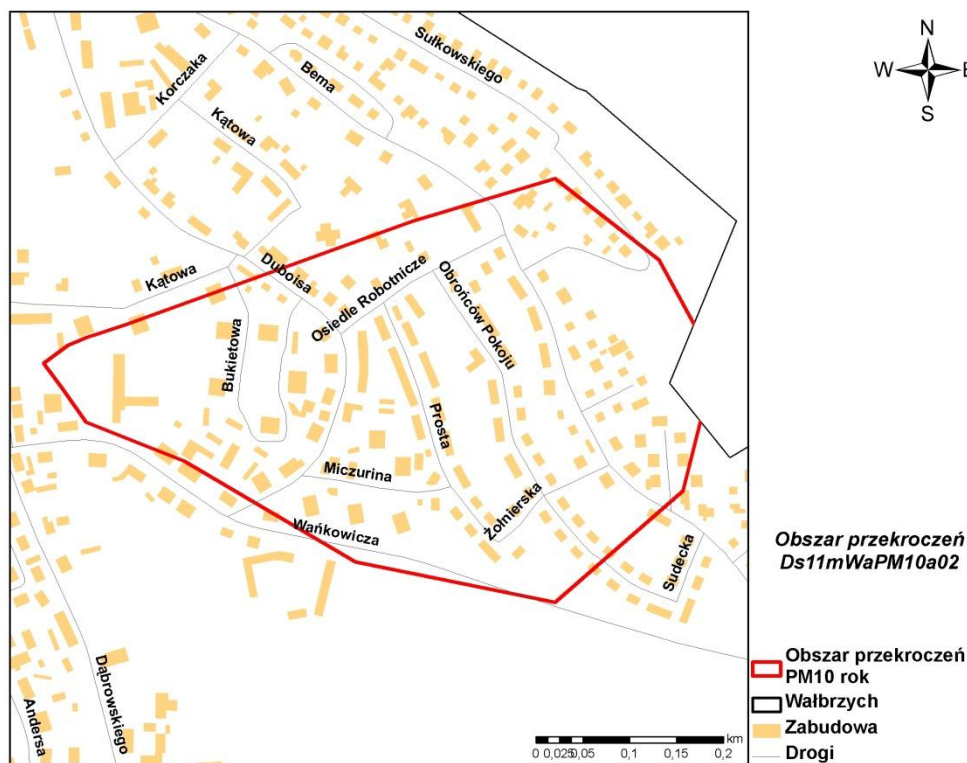 Sułkowskiego
Korczaka
Bema
Kątowa
N
W
E
S
Kątowa
Duboisa
Osiedle Robotnicze
Obrońców Pokoju
Bukietowa
Prosta
Miczurina
Żołnierska
Wańkowicza
Sudecka
Dąbrowskiego
Andersa
Obszar przekroczeń
Ds11mWaPM10a02
Obszar przekroczeń
PM10 rok
Wałbrzych
Zabudowa
Drogi
km
0 0,025 0,05 0,1 0,15 0,2